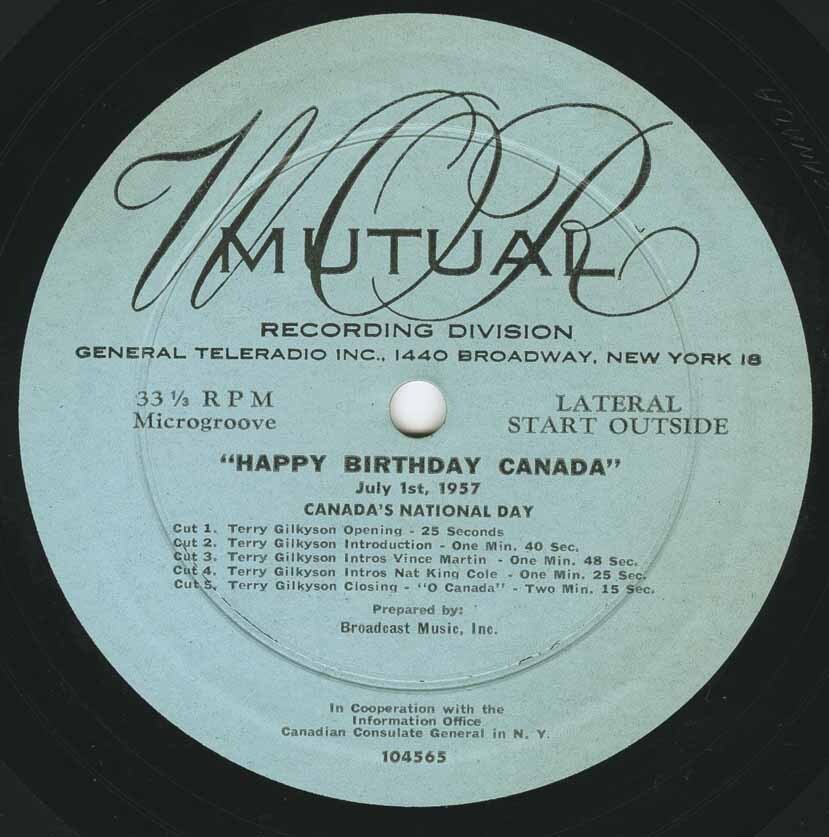 WOR
MUTUAL
RECORDING DIVISION
GENERAL TELERADIO INC., 1440 BROADWAY, NEW YORK 18
33 ⅓ RPM
Microgroove
LATERAL
START OUTSIDE
"HAPPY BIRTHDAY CANADA"
July 1st, 1957
CANADA'S NATIONAL DAY
Cut 1. Terry Gilkyson Opening - 25 Seconds
Cut 2. Terry Gilkyson Introduction - One Min. 40 Sec.
Cut 3. Terry Gilkyson Intros Vince Martin - One Min. 48 Sec.
Cut 4. Terry Gilkyson Intros Nat King Cole - One Min. 25 Sec.
Cut 5. Terry Gilkyson Closing - "O Canada" - Two Min. 15 Sec.
Prepared by:
Broadcast Music, Inc.
In Cooperation with the
Information Office
Canadian Consulate General in N. Y.
104565